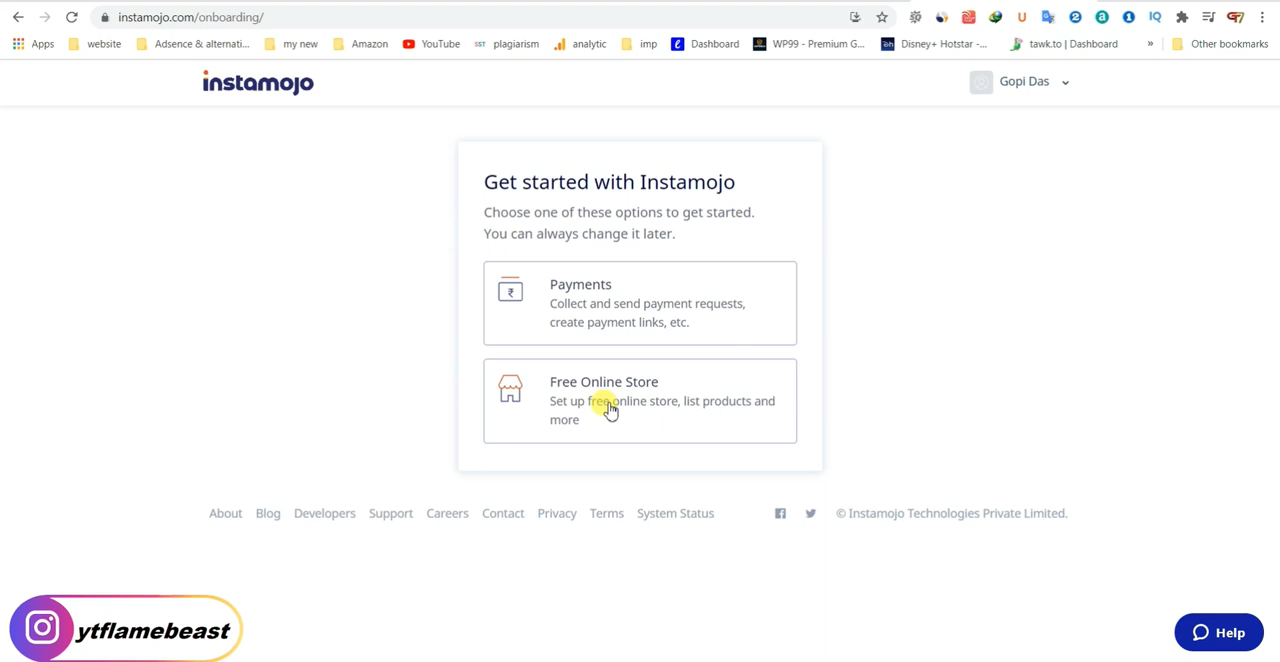 instamojo.com/onboarding/
Apps
website
Adsence & alternati...
my new
Amazon
YouTube
SST plagiarism
analytic
imp
Dashboard
WP99 - Premium G...
Disney+ Hotstar -...
tawk.to | Dashboard
»
Other bookmarks
instamojo
Gopi Das
Get started with Instamojo
Choose one of these options to get started.
You can always change it later.
₹
Payments
Collect and send payment requests,
create payment links, etc.
Free Online Store
Set up free online store, list products and
more
About Blog Developers Support Careers Contact Privacy Terms System Status © Instamojo Technologies Private Limited.
ytflamebeast
Help